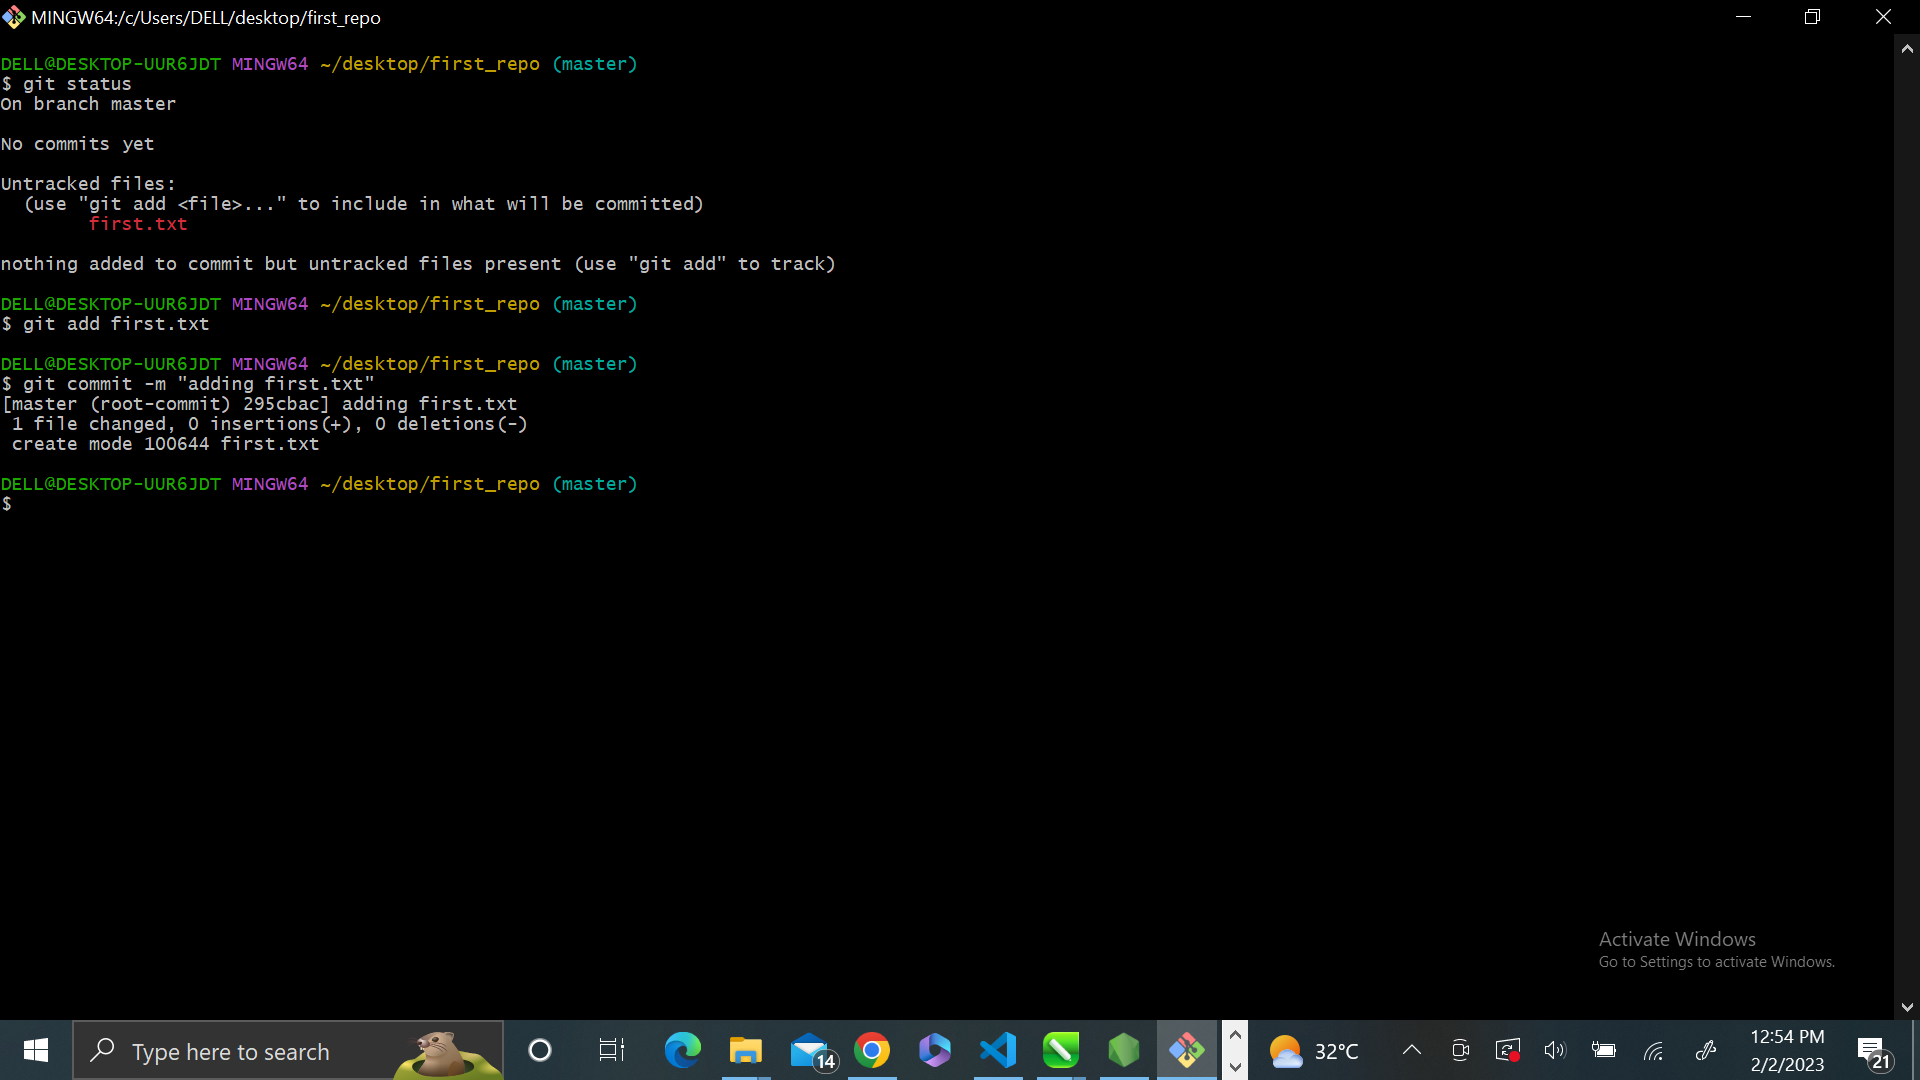 MINGW64:/c/Users/DELL/desktop/first_repo
DELL@DESKTOP-UUR6JDT MINGW64 ~/desktop/first_repo (master)
$ git status
On branch master
No commits yet
Untracked files:
  (use "git add <file>..." to include in what will be committed)
        first.txt
nothing added to commit but untracked files present (use "git add" to track)
DELL@DESKTOP-UUR6JDT MINGW64 ~/desktop/first_repo (master)
$ git add first.txt
DELL@DESKTOP-UUR6JDT MINGW64 ~/desktop/first_repo (master)
$ git commit -m "adding first.txt"
[master (root-commit) 295cbac] adding first.txt
 1 file changed, 0 insertions(+), 0 deletions(-)
 create mode 100644 first.txt
DELL@DESKTOP-UUR6JDT MINGW64 ~/desktop/first_repo (master)
$
Activate Windows
Go to Settings to activate Windows.
Type here to search
14
32°C
12:54 PM
2/2/2023
21